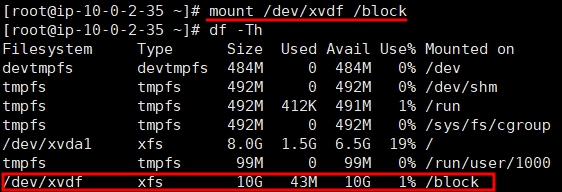 [root@ip-10-0-2-35 ~]# mount /dev/xvdf /block
[root@ip-10-0-2-35 ~]# df -Th
Filesystem     Type      Size  Used Avail Use% Mounted on
devtmpfs       devtmpfs  484M     0  484M   0% /dev
tmpfs          tmpfs     492M     0  492M   0% /dev/shm
tmpfs          tmpfs     492M  412K  491M   1% /run
tmpfs          tmpfs     492M     0  492M   0% /sys/fs/cgroup
/dev/xvda1     xfs       8.0G  1.5G  6.5G  19% /
tmpfs          tmpfs      99M     0   99M   0% /run/user/1000
/dev/xvdf      xfs        10G   43M   10G   1% /block